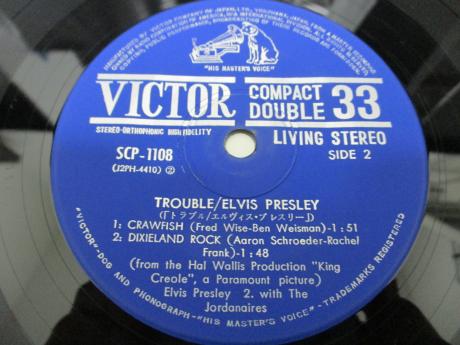 "HIS MASTER'S VOICE"
VICTOR
COMPACT
DOUBLE 33
STEREO-ORTHOPHONIC HIGH FIDELITY
LIVING STEREO
SCP-1108
SIDE 2
(J2PH-4410) ②
TROUBLE/ELVIS PRESLEY
(「トラブル/エルヴィス・プレスリー」)
1: CRAWFISH (Fred Wise-Ben Weisman)-1:51
2: DIXIELAND ROCK (Aaron Schroeder-Rachel
Frank)-1:48
(from the Hal Wallis Production "King
Creole", a Paramount picture)
Elvis Presley 2. with The
Jordanaires
"VICTOR"-DOG AND PHONOGRAPH-"HIS MASTER'S VOICE"-TRADEMARKS REGISTERED